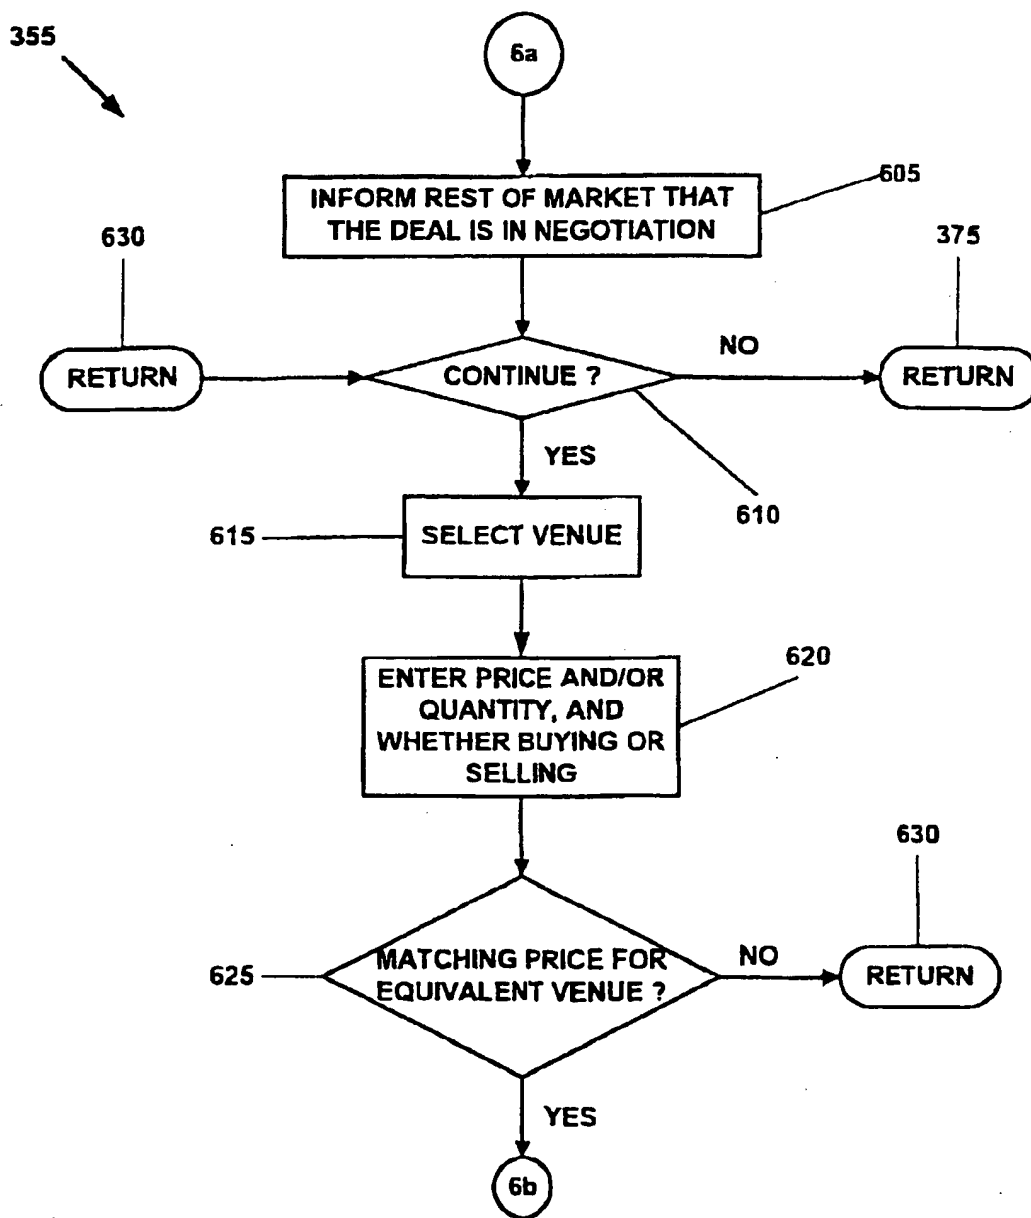 355
6a
INFORM REST OF MARKET THAT
THE DEAL IS IN NEGOTIATION
605
630
375
RETURN
CONTINUE ?
NO
RETURN
YES
610
615
SELECT VENUE
620
ENTER PRICE AND/OR
QUANTITY, AND
WHETHER BUYING OR
SELLING
630
625
MATCHING PRICE FOR
EQUIVALENT VENUE ?
NO
RETURN
YES
6b